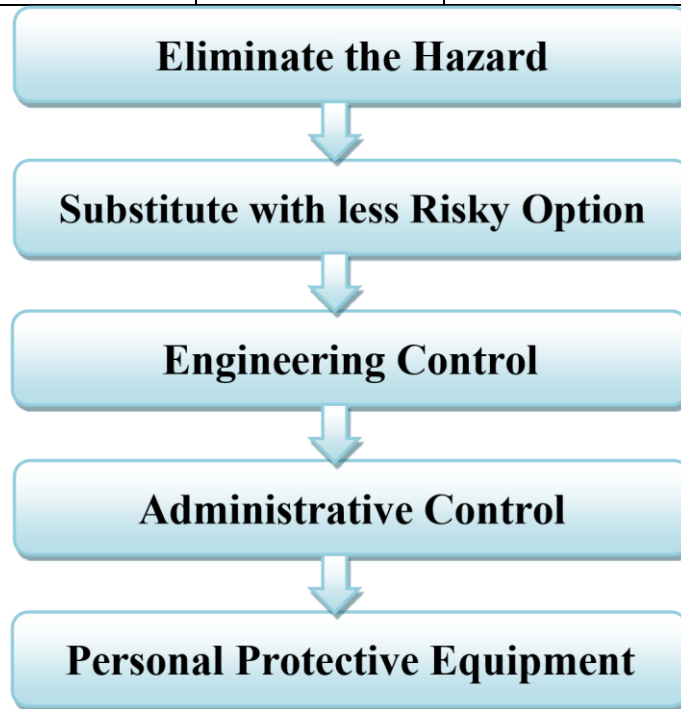 Eliminate the Hazard
Substitute with less Risky Option
Engineering Control
Administrative Control
Personal Protective Equipment